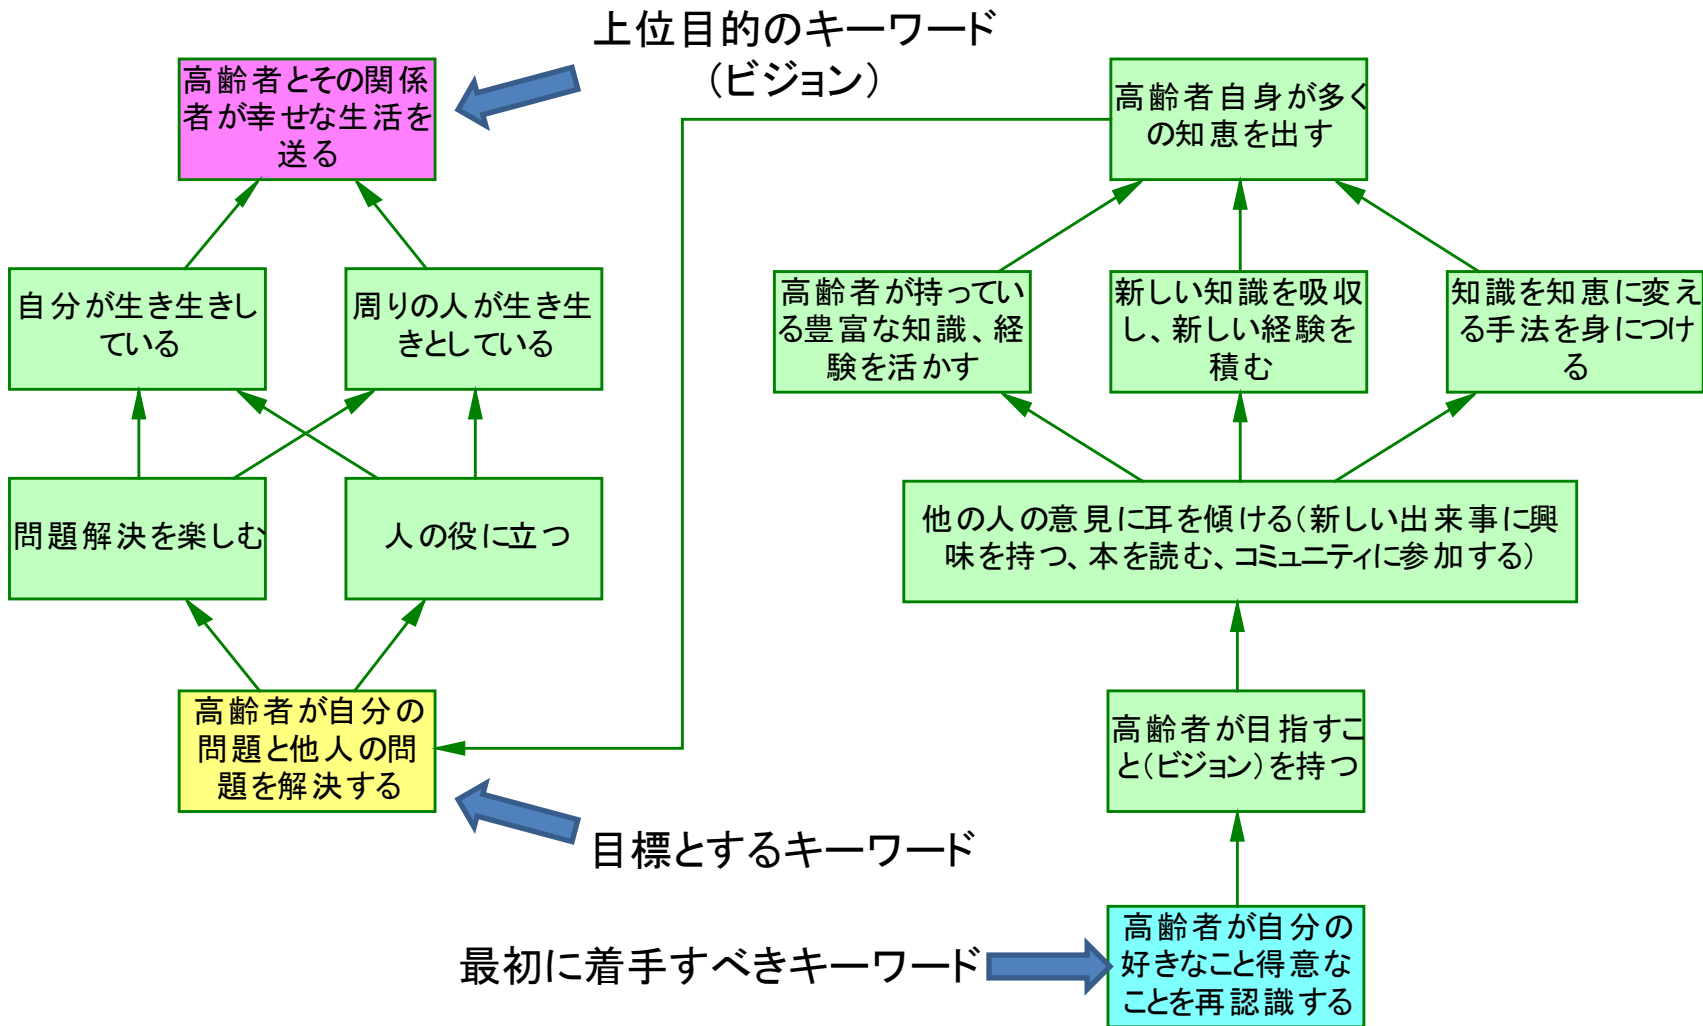 上位目的のキーワード
（ビジョン）
高齢者とその関係
者が幸せな生活を
送る
高齢者自身が多く
の知恵を出す
自分が生き生きし
ている
周りの人が生き生
きとしている
高齢者が持ってい
る豊富な知識、経
験を活かす
新しい知識を吸収
し、新しい経験を
積む
知識を知恵に変え
る手法を身につけ
る
問題解決を楽しむ
人の役に立つ
他の人の意見に耳を傾ける（新しい出来事に興
味を持つ、本を読む、コミュニティに参加する）
高齢者が自分の
問題と他人の問
題を解決する
高齢者が目指すこ
と（ビジョン）を持つ
目標とするキーワード
最初に着手すべきキーワード
高齢者が自分の
好きなこと得意な
ことを再認識する